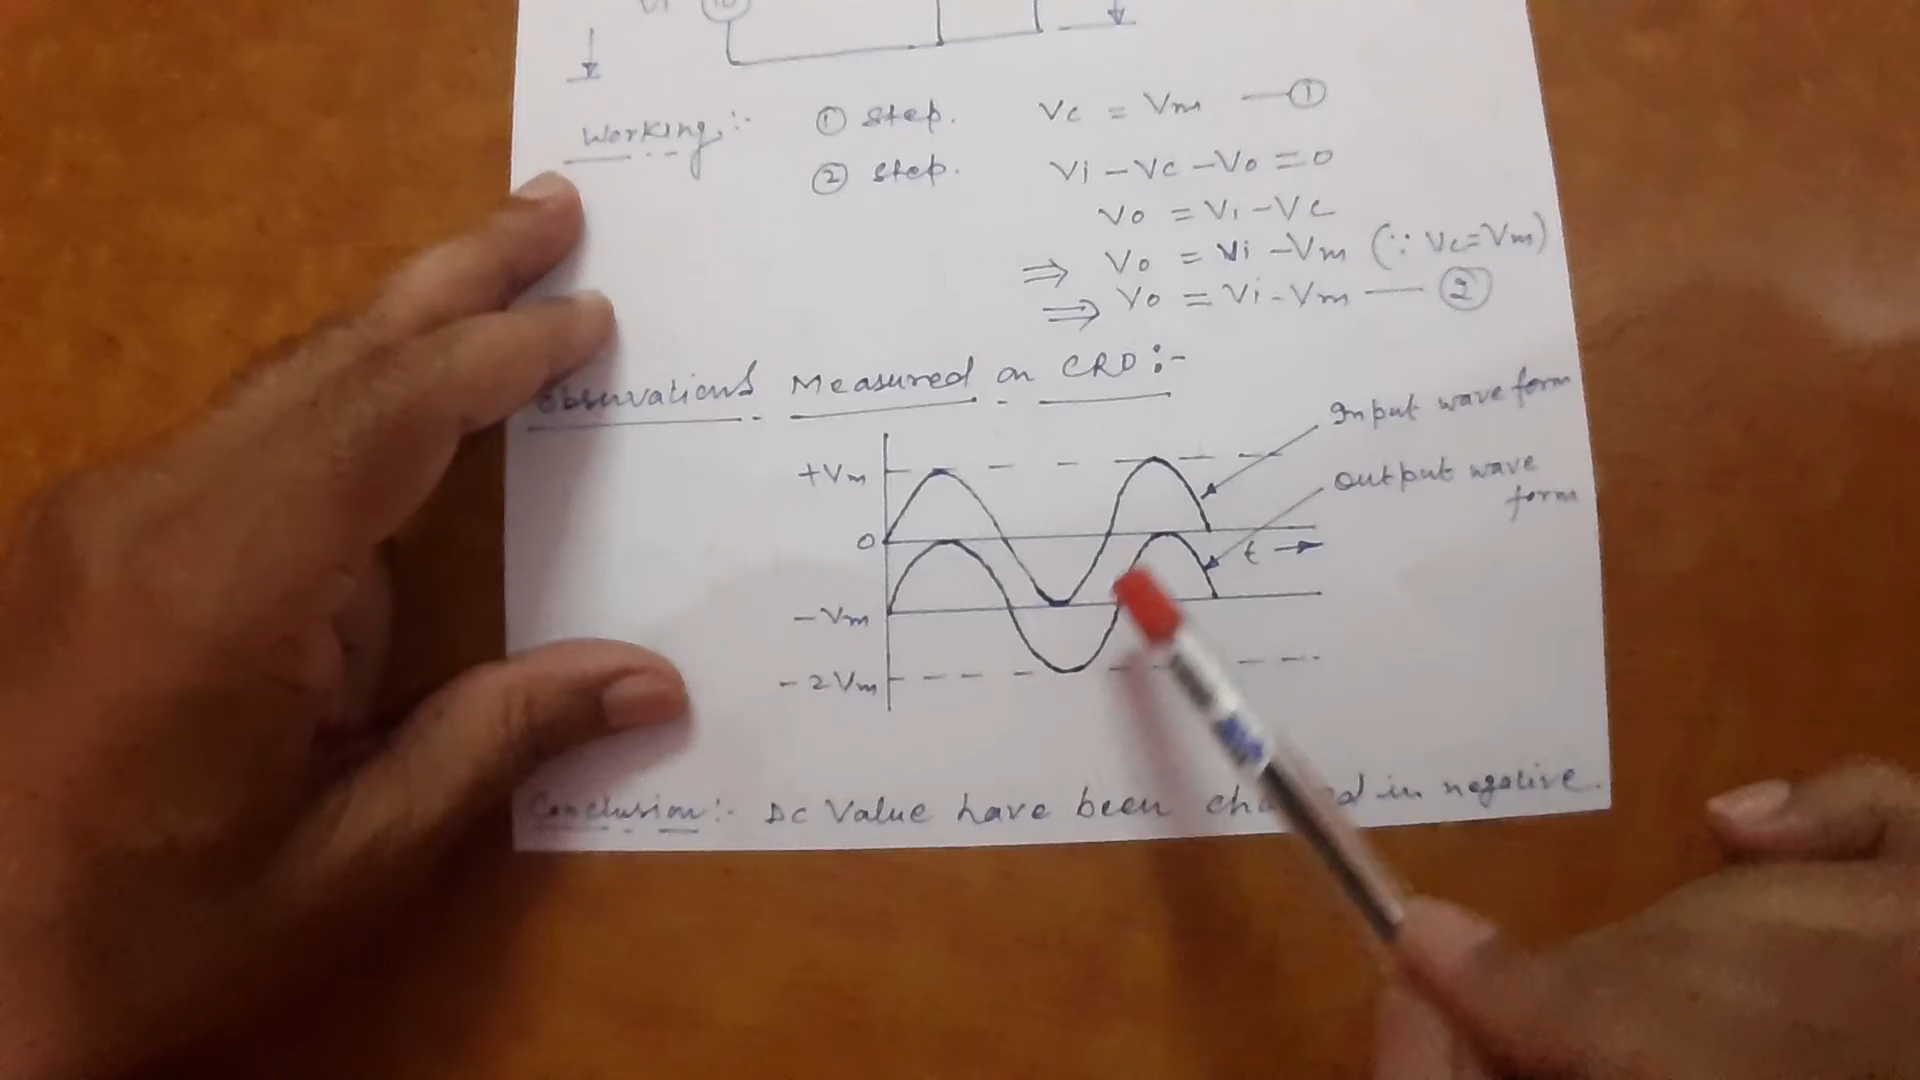 Vi
Working:- ① Step. Vc = Vm —①
② Step. Vi - Vc - Vo = 0
Vo = Vi - Vc
⇒ Vo = Vi - Vm (∵ Vc = Vm)
⇒ Vo = Vi - Vm — ②
Observations Measured on CRO:-
Input wave form
Output wave
form
+Vm
0
t →
-Vm
-2Vm
Conclusion:- DC Value have been in negative.